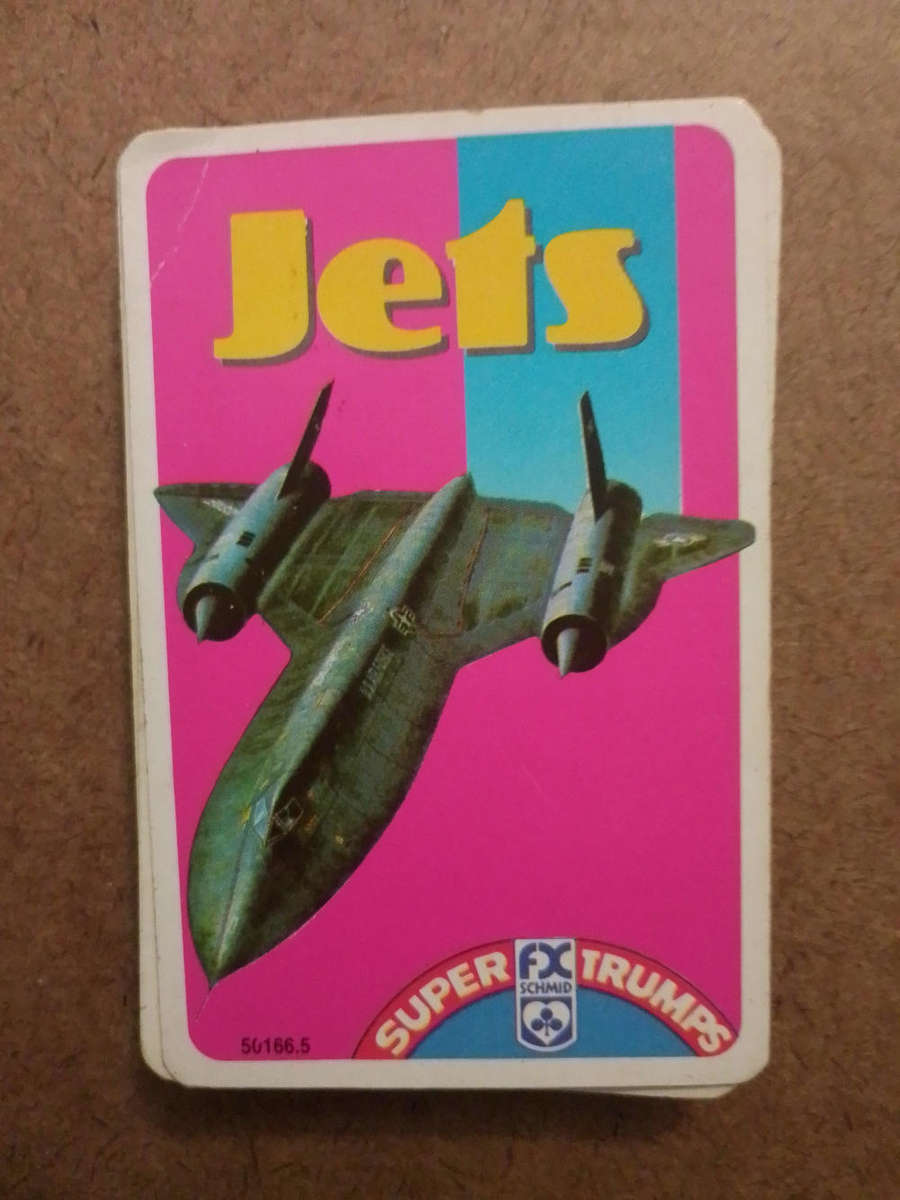 Jets
SUPER FX TRUMPS
SCHMID
50166.5